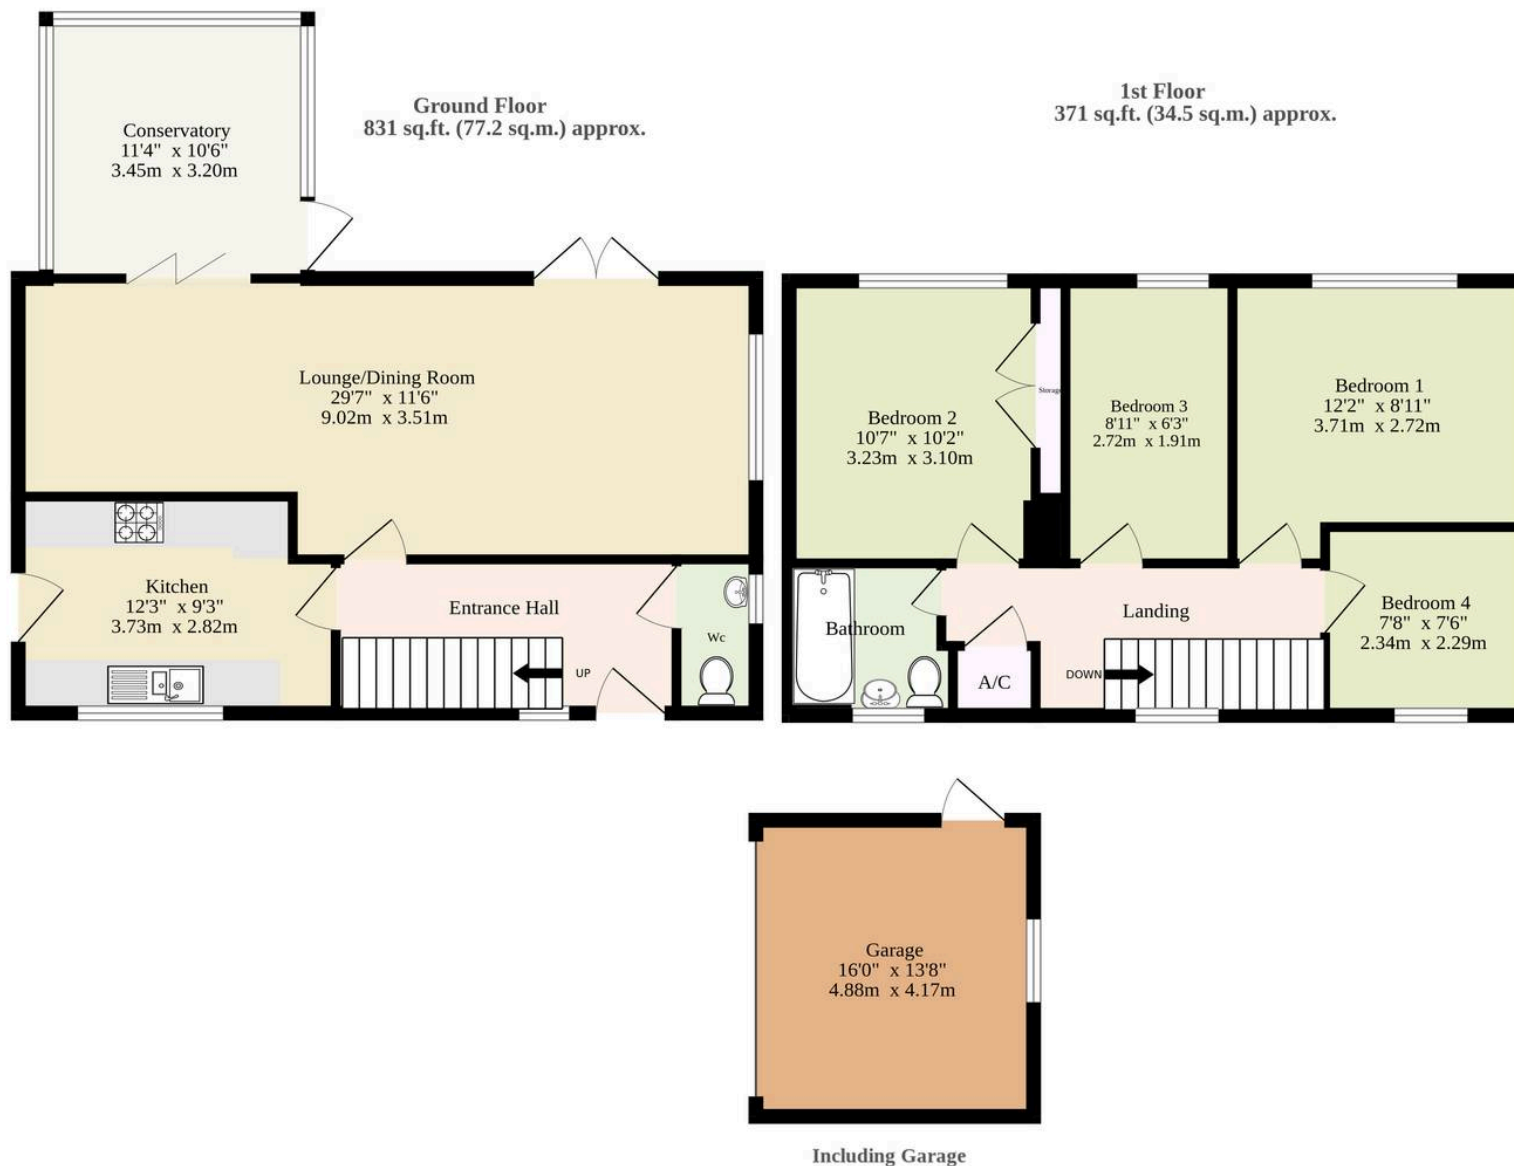 Ground Floor
831 sq.ft. (77.2 sq.m.) approx.
Conservatory
11'4" x 10'6"
3.45m x 3.20m
Lounge/Dining Room
29'7" x 11'6"
9.02m x 3.51m
Kitchen
12'3" x 9'3"
3.73m x 2.82m
Entrance Hall
UP
Wc
1st Floor
371 sq.ft. (34.5 sq.m.) approx.
Bedroom 2
10'7" x 10'2"
3.23m x 3.10m
Storage
Bedroom 3
8'11" x 6'3"
2.72m x 1.91m
Bedroom 1
12'2" x 8'11"
3.71m x 2.72m
Bathroom
A/C
Landing
DOWN
Bedroom 4
7'8" x 7'6"
2.34m x 2.29m
Garage
16'0" x 13'8"
4.88m x 4.17m
Including Garage